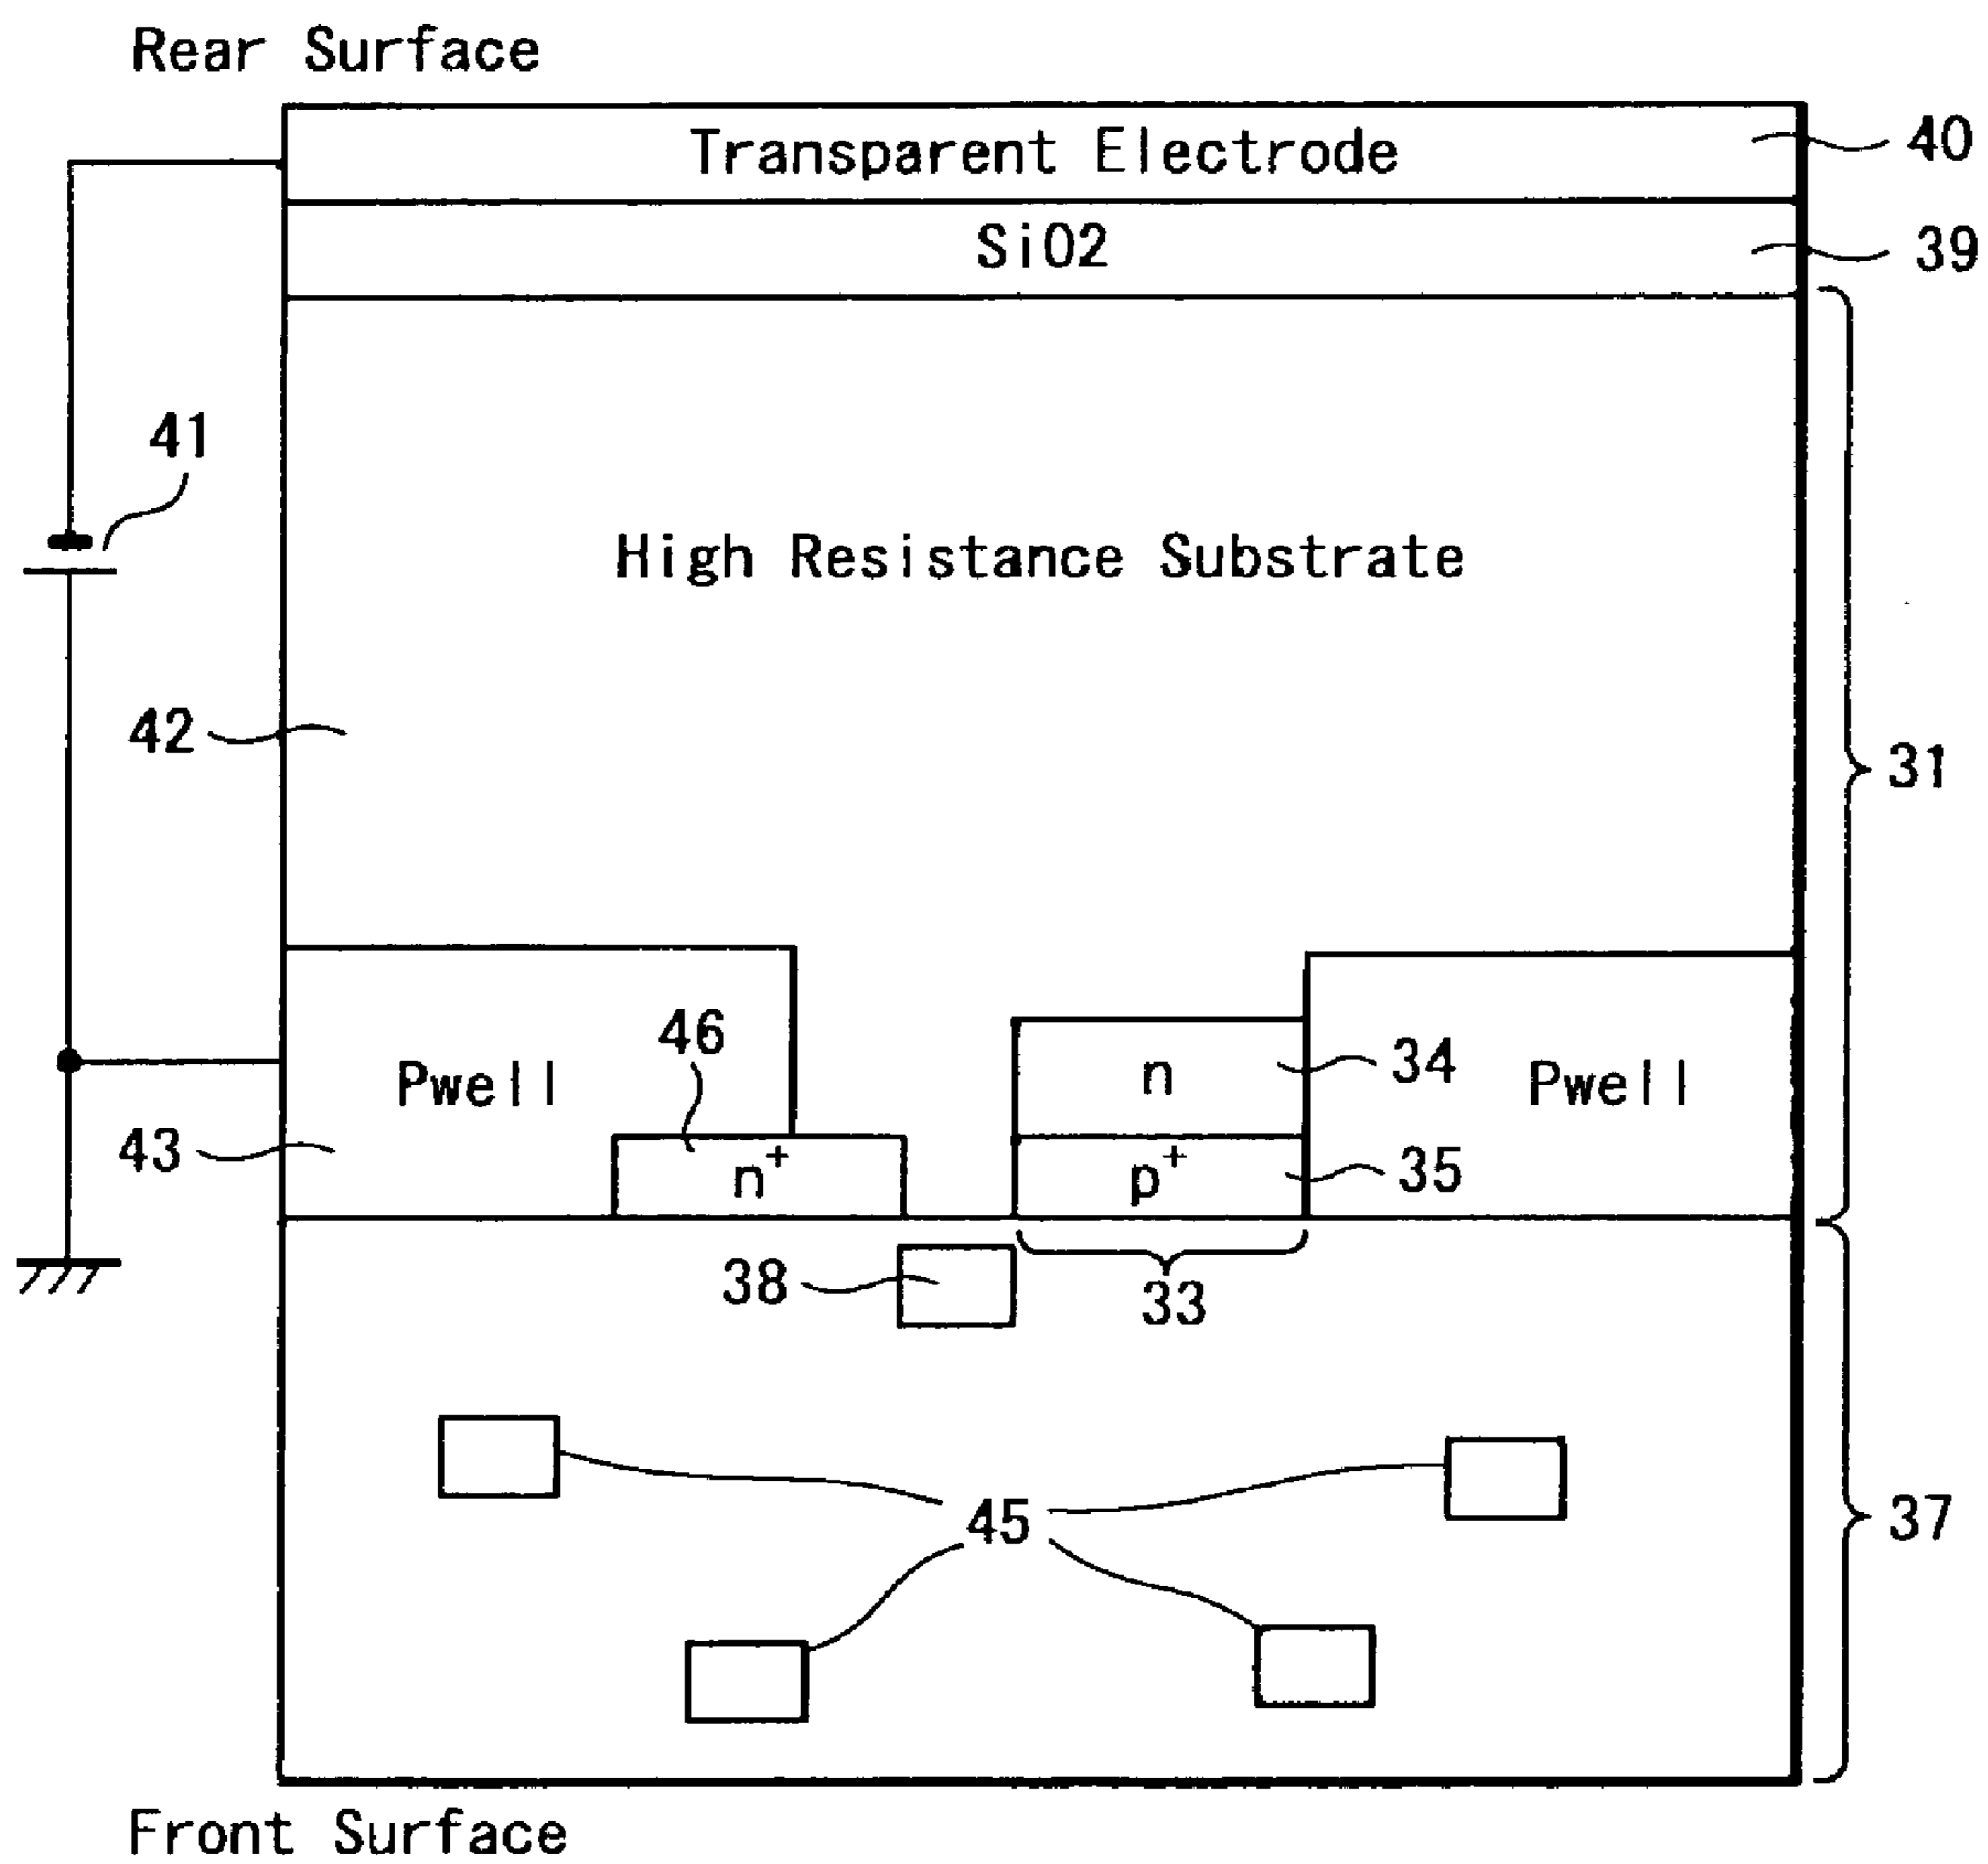 Rear Surface
Transparent Electrode
40
SiO2
39
41
High Resistance Substrate
42
31
46
Pwell
n
34
Pwell
43
n+
p+
35
38
33
45
37
Front Surface